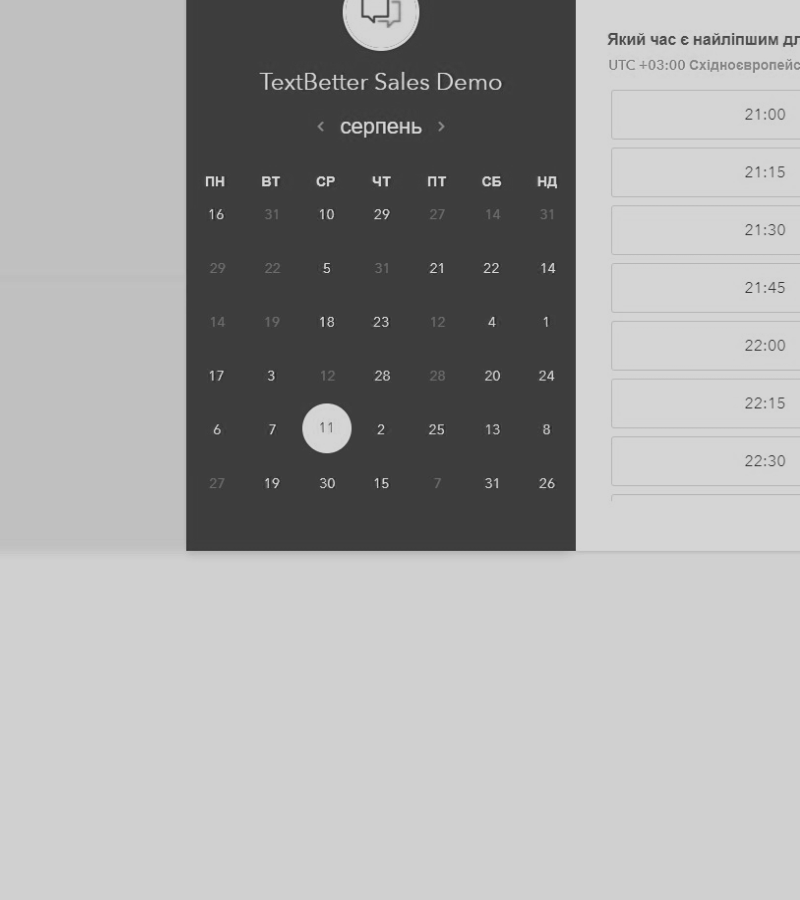 TextBetter Sales Demo
‹ серпень ›
ПН ВТ СР ЧТ ПТ СБ НД
16 31 10 29 27 14 31
29 22 5 31 21 22 14
14 19 18 23 12 4 1
17 3 12 28 28 20 24
6 7 11 2 25 13 8
27 19 30 15 7 31 26
Який час є найліпшим дл
UTC +03:00 Східноєвропейс
21:00
21:15
21:30
21:45
22:00
22:15
22:30